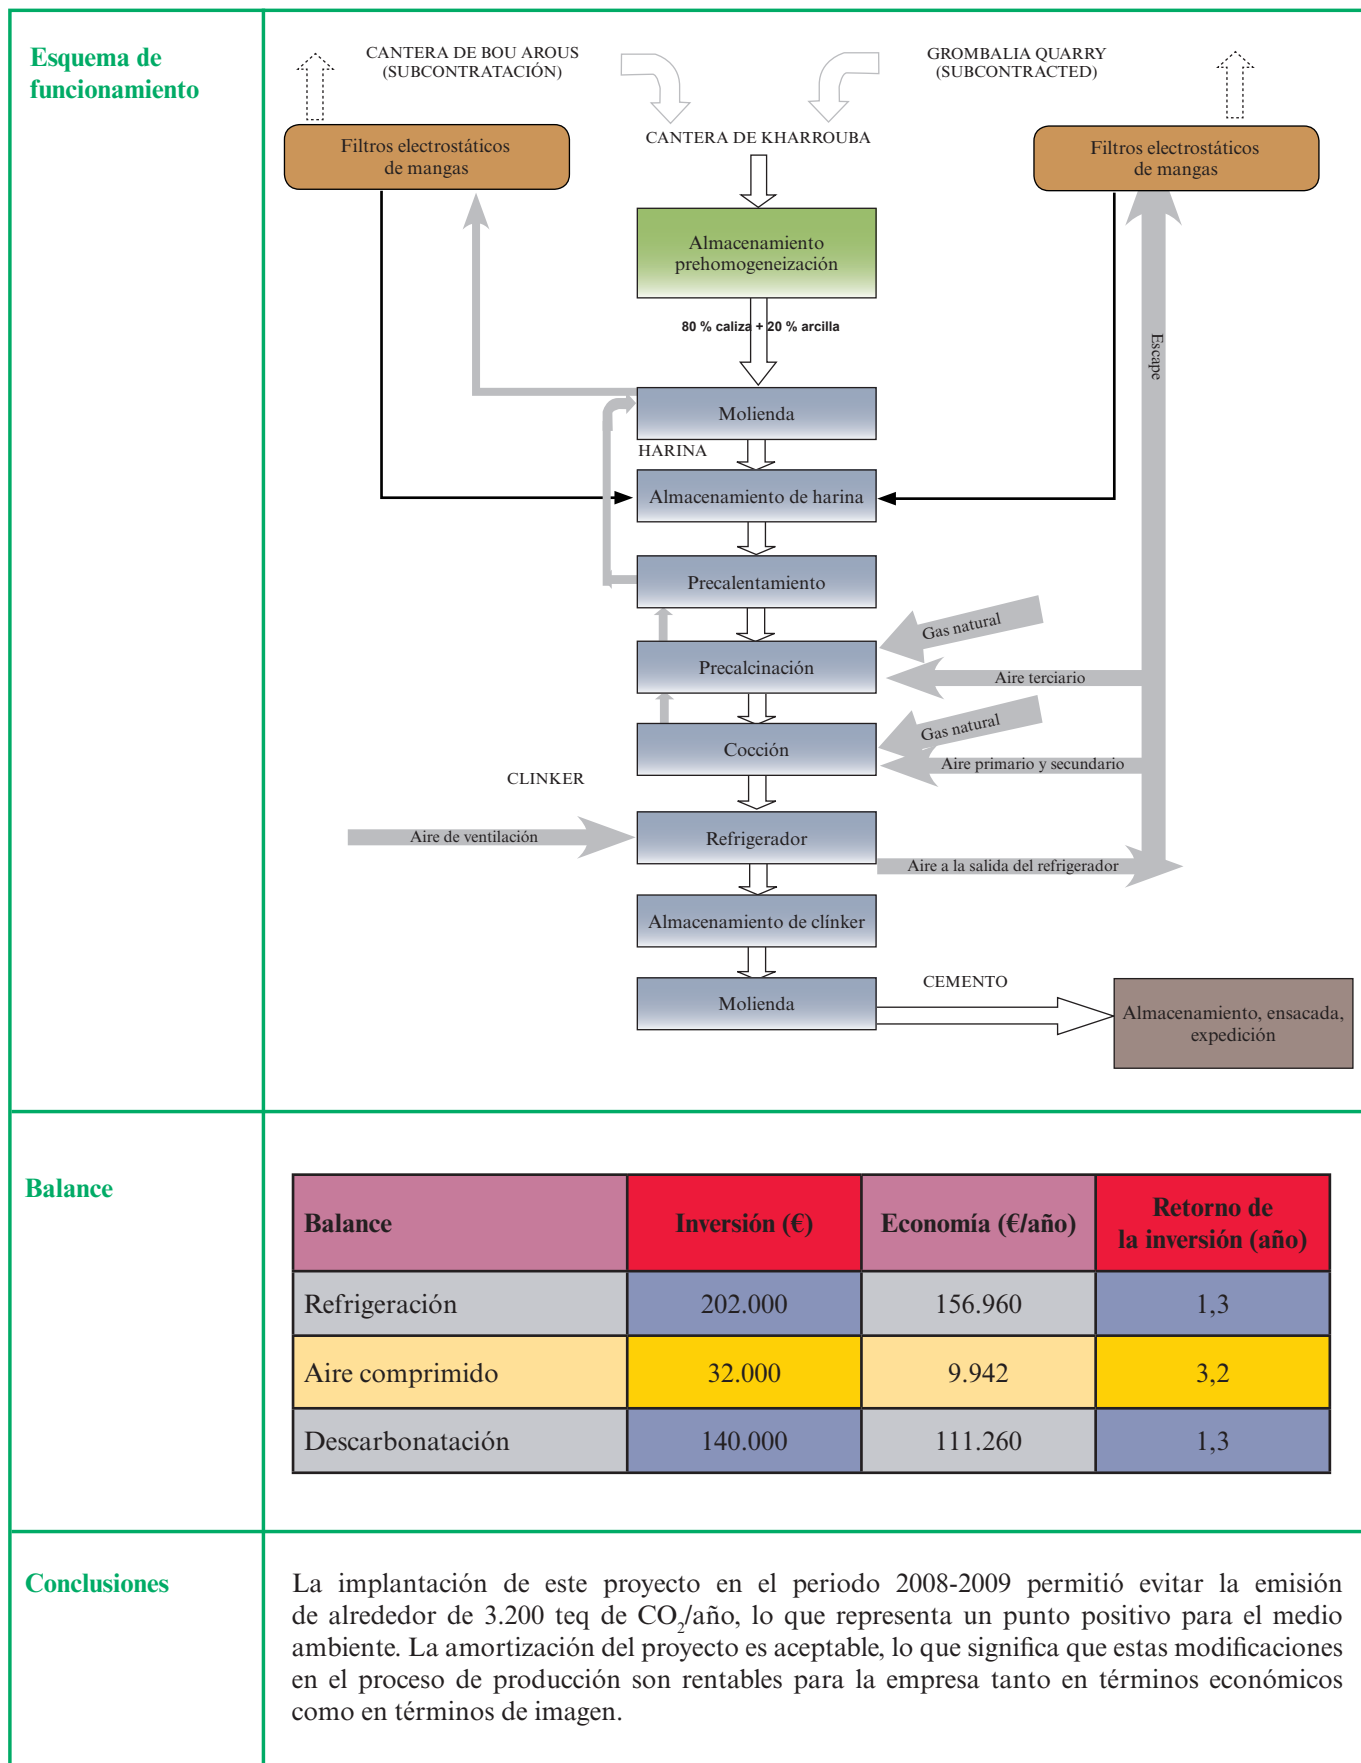 Esquema de
funcionamiento
CANTERA DE BOU AROUS
(SUBCONTRATACIÓN)
GROMBALIA QUARRY
(SUBCONTRACTED)
CANTERA DE KHARROUBA
Filtros electrostáticos
de mangas
Filtros electrostáticos
de mangas
Almacenamiento
prehomogeneización
80 % caliza + 20 % arcilla
Escape
Molienda
HARINA
Almacenamiento de harina
Precalentamiento
Gas natural
Precalcinación
Aire terciario
Gas natural
Cocción
Aire primario y secundario
CLINKER
Aire de ventilación
Refrigerador
Aire a la salida del refrigerador
Almacenamiento de clínker
Molienda
CEMENTO
Almacenamiento, ensacada,
expedición
Balance
Balance
Inversión (€)
Economía (€/año)
Retorno de
la inversión (año)
Refrigeración
202.000
156.960
1,3
Aire comprimido
32.000
9.942
3,2
Descarbonatación
140.000
111.260
1,3
Conclusiones
La implantación de este proyecto en el periodo 2008-2009 permitió evitar la emisión
de alrededor de 3.200 teq de CO₂/año, lo que representa un punto positivo para el medio
ambiente. La amortización del proyecto es aceptable, lo que significa que estas modificaciones
en el proceso de producción son rentables para la empresa tanto en términos económicos
como en términos de imagen.